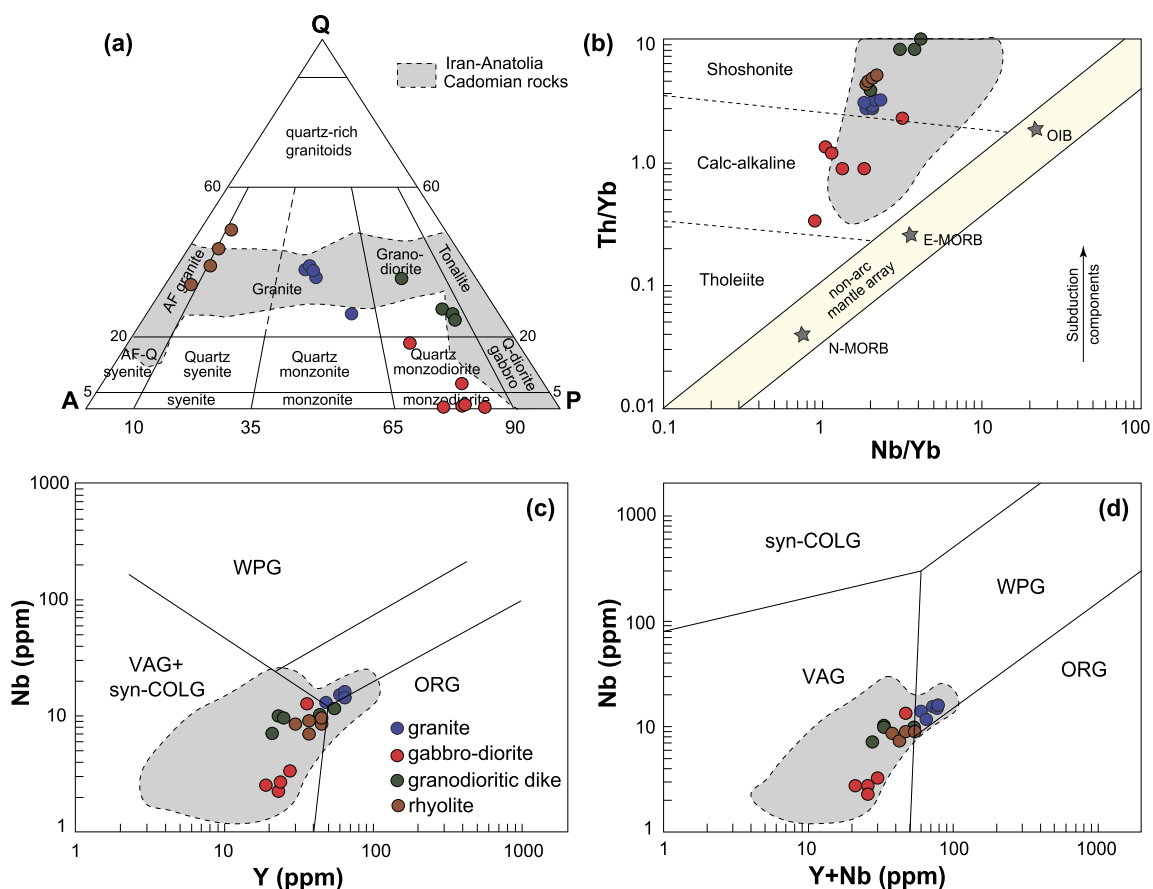 (a)
Q
Iran-Anatolia
Cadomian rocks
quartz-rich
granitoids
60
60
AF granite
Granite
Grano-
diorite
Tonalite
20
20
AF-Q
syenite
Quartz
syenite
Quartz
monzonite
Quartz
monzodiorite
Q-diorite
gabbro
5
5
syenite
monzonite
monzodiorite
A
P
10
35
65
90
(b)
10
1.0
0.1
0.01
Th/Yb
Shoshonite
Calc-alkaline
Tholeiite
OIB
E-MORB
N-MORB
non-arc
mantle array
Subduction
components
0.1
1
10
100
Nb/Yb
(c)
1000
100
10
1
Nb (ppm)
WPG
VAG+
syn-COLG
ORG
granite
gabbro-diorite
granodioritic dike
rhyolite
1
10
100
1000
Y (ppm)
(d)
1000
100
10
1
Nb (ppm)
syn-COLG
WPG
VAG
ORG
1
10
100
1000
Y+Nb (ppm)